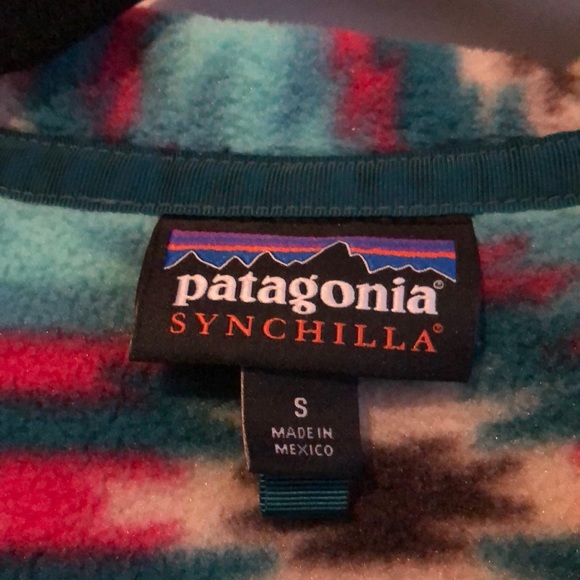 patagonia®
SYNCHILLA®
S
MADE IN
MEXICO